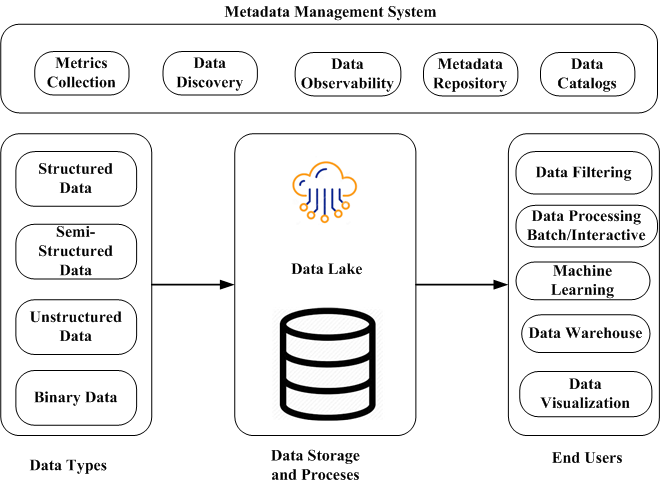 Metadata Management System
Metrics
Collection
Data
Discovery
Data
Observability
Metadata
Repository
Data
Catalogs
Structured
Data
Semi-
Structured
Data
Unstructured
Data
Binary Data
Data Types
Data Lake
Data Storage
and Proceses
Data Filtering
Data Processing
Batch/Interactive
Machine
Learning
Data Warehouse
Data
Visualization
End Users